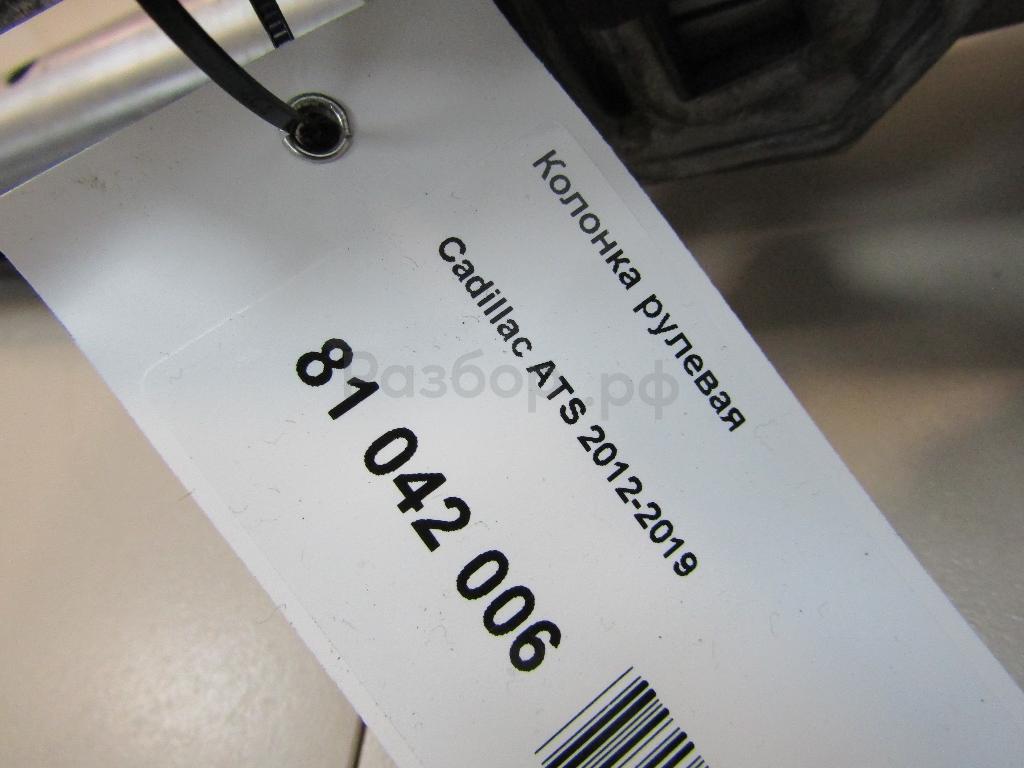 Колонка рулевая
Cadillac ATS 2012-2019
81 042 006
Разбор.рф